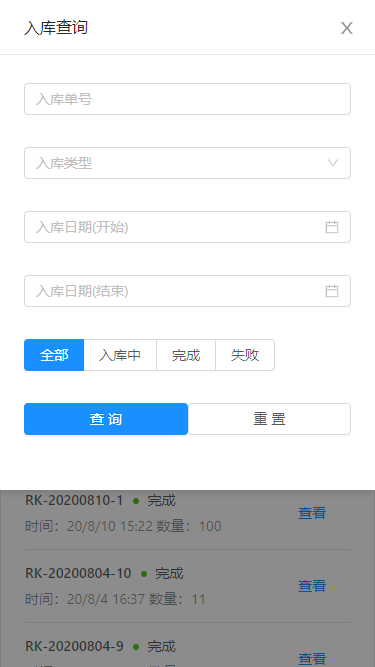 入库查询
入库单号
入库类型
入库日期(开始)
入库日期(结束)
全部 入库中 完成 失败
查 询 重 置
RK-20200810-1 完成 查看
时间：20/8/10 15:22 数量：100
RK-20200804-10 完成 查看
时间：20/8/4 16:37 数量：11
RK-20200804-9 完成 查看